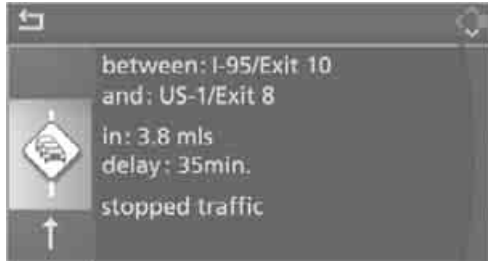 between: I-95/Exit 10
and: US-1/Exit 8
in: 3.8 mls
delay: 35min.
stopped traffic